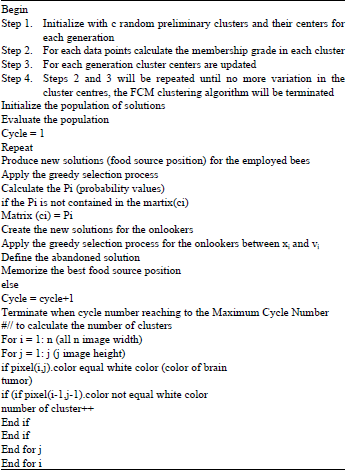 Begin
Step 1. Initialize with c random preliminary clusters and their centers for
each generation
Step 2. For each data points calculate the membership grade in each cluster
Step 3. For each generation cluster centers are updated
Step 4. Steps 2 and 3 will be repeated until no more variation in the
cluster centres, the FCM clustering algorithm will be terminated
Initialize the population of solutions
Evaluate the population
Cycle = 1
Repeat
Produce new solutions (food source position) for the employed bees
Apply the greedy selection process
Calculate the Pi (probability values)
if the Pi is not contained in the martix(ci)
Matrix (ci) = Pi
Create the new solutions for the onlookers
Apply the greedy selection process for the onlookers between xi and vi
Define the abandoned solution
Memorize the best food source position
else
Cycle = cycle+1
Terminate when cycle number reaching to the Maximum Cycle Number
#// to calculate the number of clusters
For i = 1: n (all n image width)
For j = 1: j (j image height)
if pixel(i,j).color equal white color (color of brain
tumor)
if (if pixel(i-1,j-1).color not equal white color
number of cluster++
End if
End if
End for j
End for i